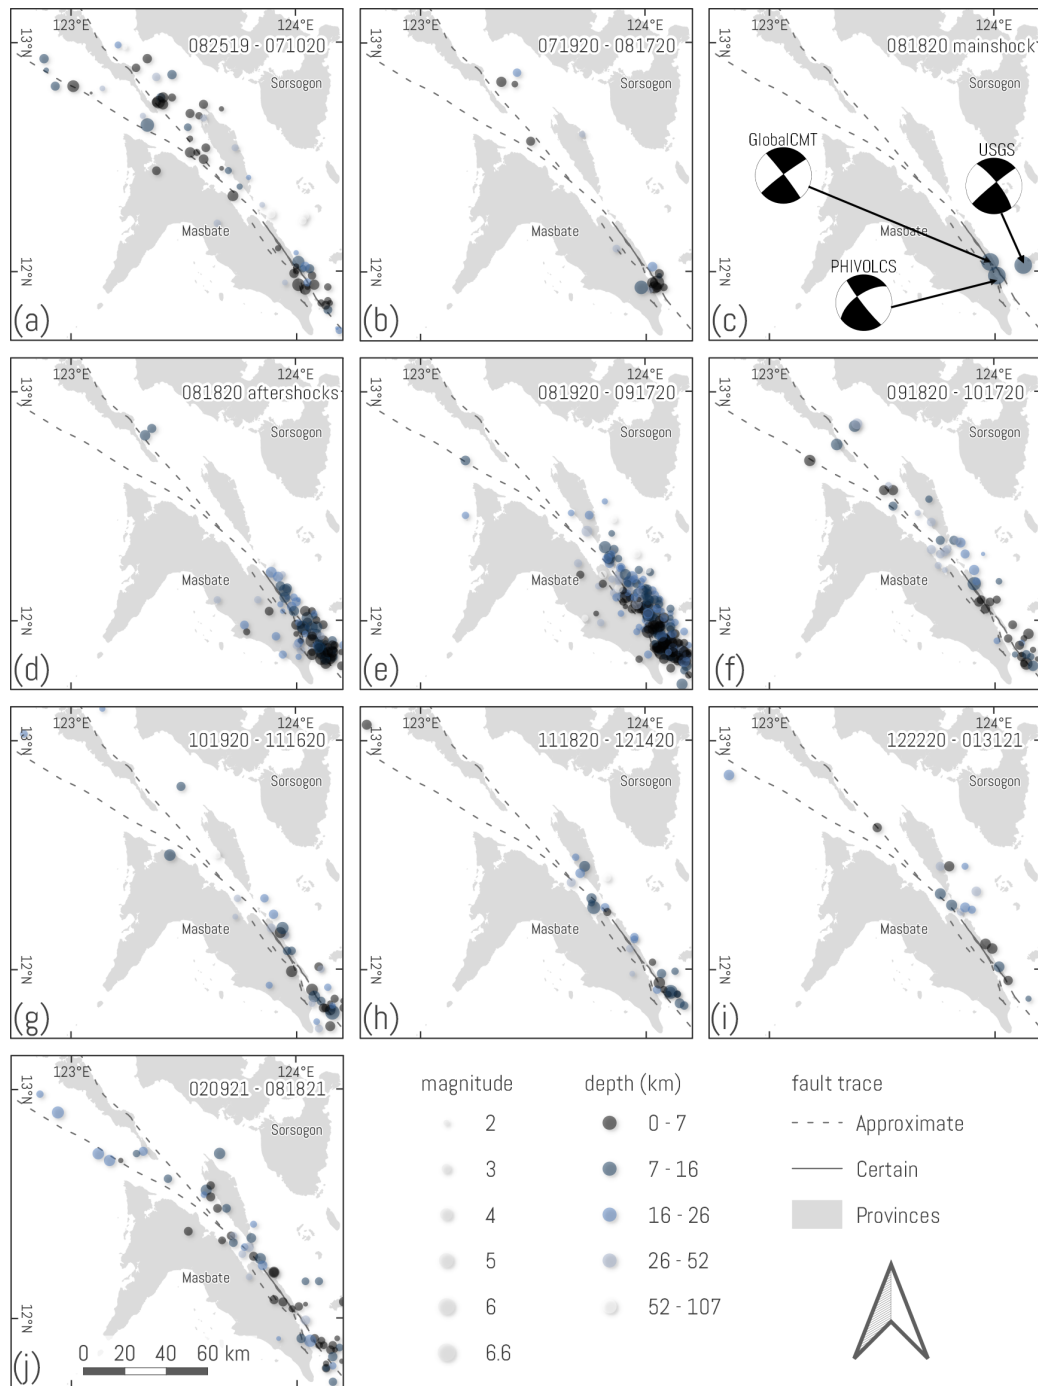 123°E 124°E
082519 - 071020
13°N
Sorsogon
Masbate
12°N
(a)
123°E 124°E
071920 - 081720
13°N
Sorsogon
Masbate
12°N
(b)
123°E 124°E
081820 mainshock
13°N
Sorsogon
GlobalCMT
USGS
Masbate
PHIVOLCS
12°N
(c)
123°E 124°E
081820 aftershocks
13°N
Sorsogon
Masbate
12°N
(d)
123°E 124°E
081920 - 091720
13°N
Sorsogon
Masbate
12°N
(e)
123°E 124°E
091820 - 101720
13°N
Sorsogon
Masbate
12°N
(f)
123°E 124°E
101920 - 111620
13°N
Sorsogon
Masbate
12°N
(g)
123°E 124°E
111820 - 121420
13°N
Sorsogon
Masbate
12°N
(h)
123°E 124°E
122220 - 013121
13°N
Sorsogon
Masbate
12°N
(i)
123°E 124°E
020921 - 081821
13°N
Sorsogon
Masbate
12°N
0 20 40 60 km
(j)
magnitude
2
3
4
5
6
6.6
depth (km)
0 - 7
7 - 16
16 - 26
26 - 52
52 - 107
fault trace
Approximate
Certain
Provinces